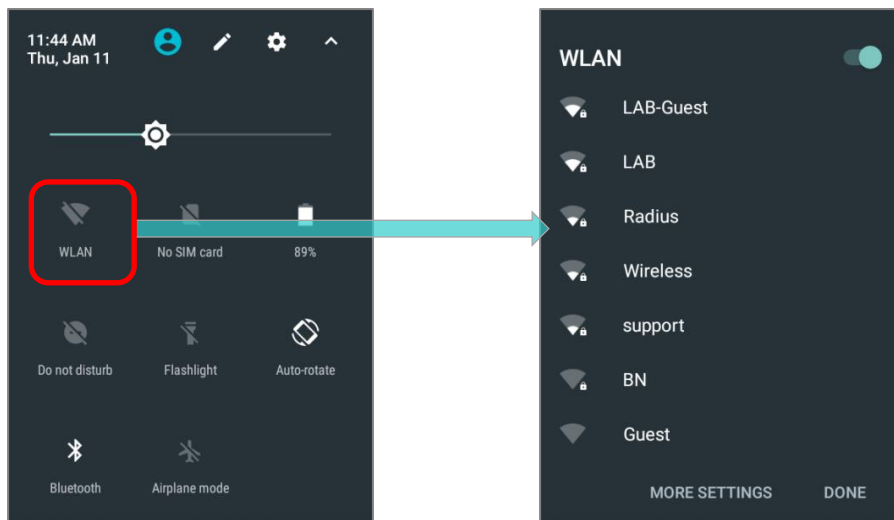 11:44 AM
Thu, Jan 11
WLAN
No SIM card
89%
Do not disturb
Flashlight
Auto-rotate
Bluetooth
Airplane mode
WLAN
LAB-Guest
LAB
Radius
Wireless
support
BN
Guest
MORE SETTINGS
DONE